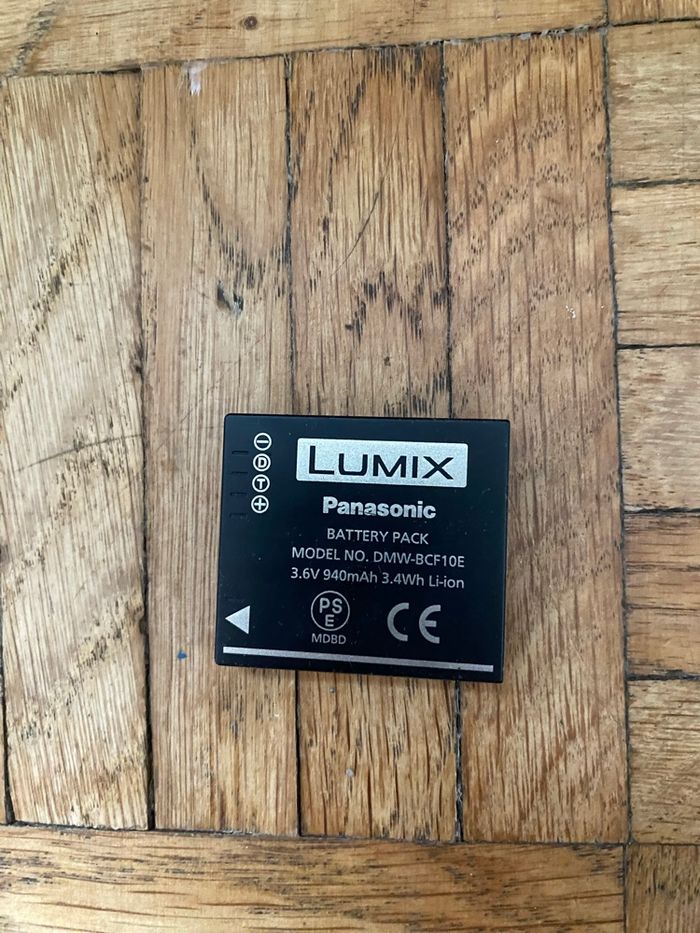 LUMIX
Panasonic
BATTERY PACK
MODEL NO. DMW-BCF10E
3.6V 940mAh 3.4Wh Li-ion
PS
E
MDBD
CE
−
D
T
+